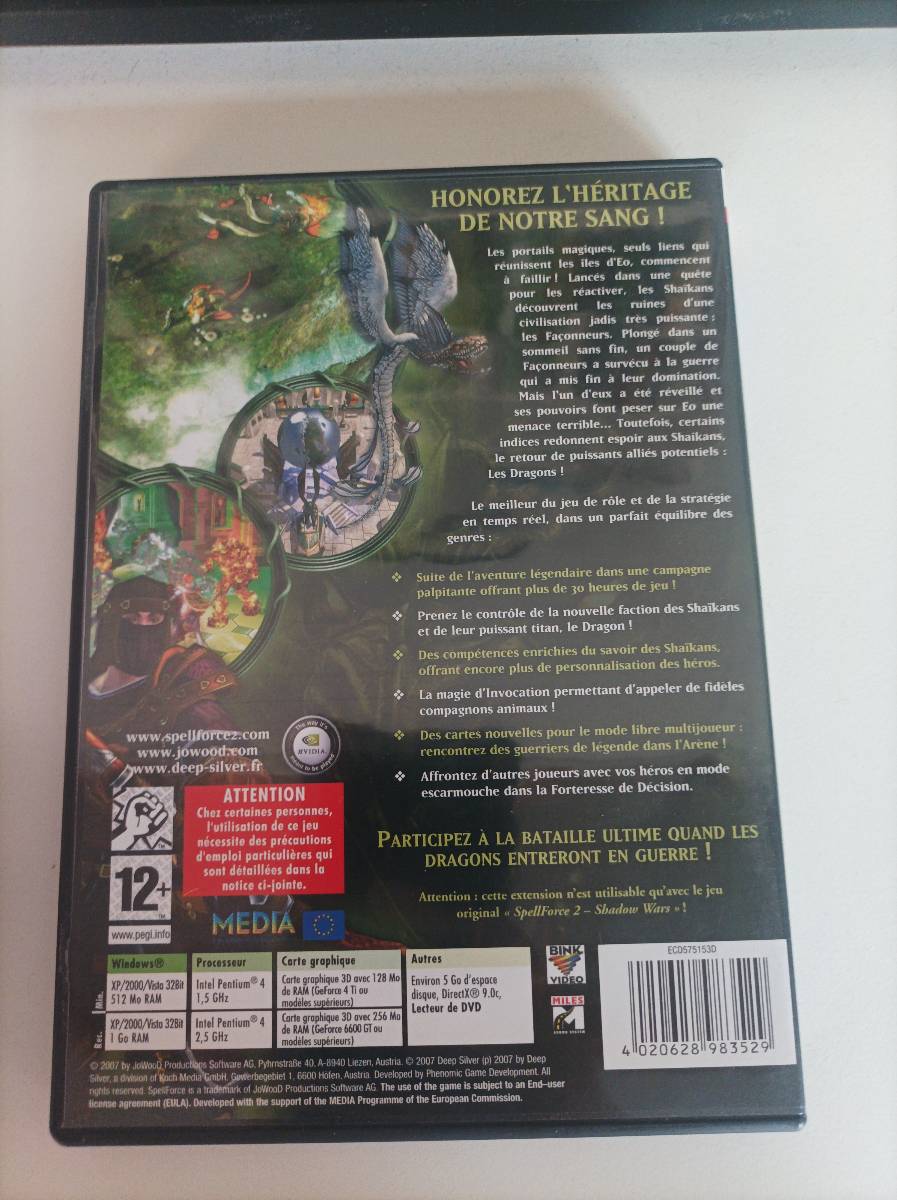 HONOREZ L'HÉRITAGE
DE NOTRE SANG !
Les portails magiques, seuls liens qui
réunissent les îles d'Eo, commencent
à faillir ! Lancés dans une quête
pour les réactiver, les Shaïkans
découvrent les ruines d'une
civilisation jadis très puissante :
les Façonneurs. Plongé dans un
sommeil sans fin, un couple de
Façonneurs a survécu à la guerre
qui a mis fin à leur domination.
Mais l'un d'eux a été réveillé et
ses pouvoirs font peser sur Eo une
menace terrible... Toutefois, certains
indices redonnent espoir aux Shaïkans,
le retour de puissants alliés potentiels :
Les Dragons !
Le meilleur du jeu de rôle et de la stratégie
en temps réel, dans un parfait équilibre des
genres :
❖ Suite de l'aventure légendaire dans une campagne
palpitante offrant plus de 30 heures de jeu !
❖ Prenez le contrôle de la nouvelle faction des Shaïkans
et de leur puissant titan, le Dragon !
❖ Des compétences enrichies du savoir des Shaïkans,
offrant encore plus de personnalisation des héros.
❖ La magie d'Invocation permettant d'appeler de fidèles
compagnons animaux !
❖ Des cartes nouvelles pour le mode libre multijoueur :
rencontrez des guerriers de légende dans l'Arène !
❖ Affrontez d'autres joueurs avec vos héros en mode
escarmouche dans la Forteresse de Décision.
PARTICIPEZ À LA BATAILLE ULTIME QUAND LES
DRAGONS ENTRERONT EN GUERRE !
Attention : cette extension n'est utilisable qu'avec le jeu
original « SpellForce 2 – Shadow Wars » !
www.spellforce2.com
www.jowood.com
www.deep-silver.fr
The way it's
NVIDIA
meant to be played
ATTENTION
Chez certaines personnes,
l'utilisation de ce jeu
nécessite des précautions
d'emploi particulières qui
sont détaillées dans la
notice ci-jointe.
12+
www.pegi.info
MEDIA
Windows® Processeur Carte graphique Autres
Min.
XP/2000/Vista 32Bit
512 Mo RAM
Intel Pentium® 4
1,5 GHz
Carte graphique 3D avec 128 Mo
de RAM (GeForce 4 Ti ou
modèles supérieurs)
Environ 5 Go d'espace
disque, DirectX® 9.0c,
Lecteur de DVD
Rec.
XP/2000/Vista 32Bit
1 Go RAM
Intel Pentium® 4
2,5 GHz
Carte graphique 3D avec 256 Mo
de RAM (GeForce 6600 GT ou
modèles supérieurs)
BINK
VIDEO
MILES
SOUND SYSTEM
ECD575153D
4 020628 983529
© 2007 by JoWooD Productions Software AG, Pyhrnstraße 40, A-8940 Liezen, Austria. © 2007 Deep Silver (p) 2007 by Deep
Silver, a division of Koch Media GmbH, Gewerbegebiet 1, 6600 Höfen, Austria. Developed by Phenomic Game Development. All
rights reserved. SpellForce is a trademark of JoWooD Productions Software AG. The use of the game is subject to an End-user
license agreement (EULA). Developed with the support of the MEDIA Programme of the European Commission.